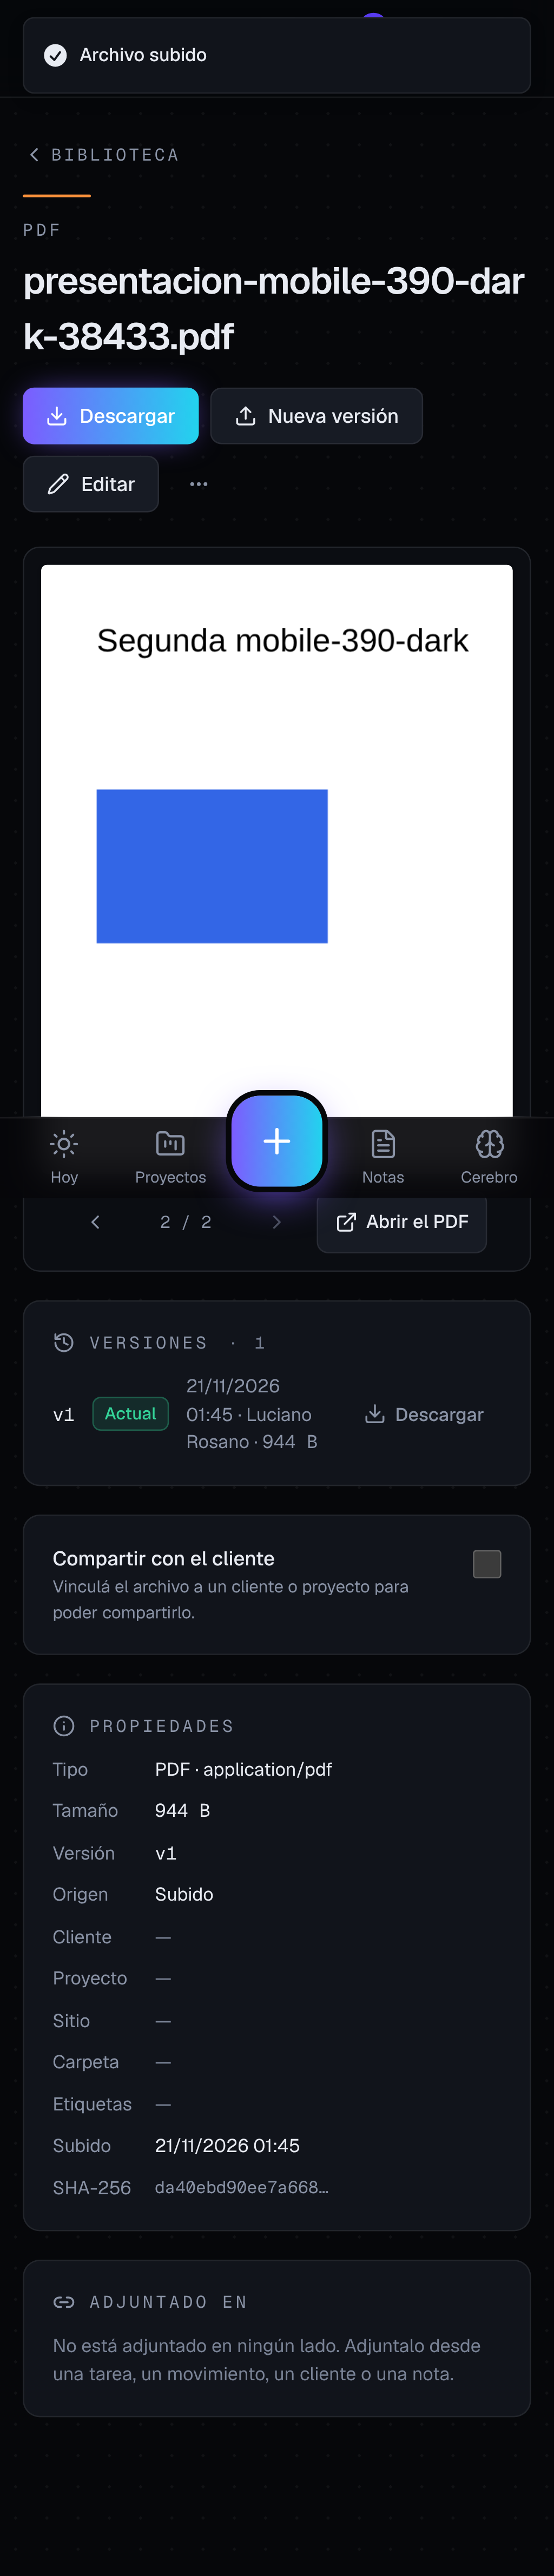 Archivo subido
BIBLIOTECA
PDF
presentacion-mobile-390-dar
k-38433.pdf
Descargar
Nueva versión
Editar
Segunda mobile-390-dark
Hoy
Proyectos
Notas
Cerebro
2 / 2
Abrir el PDF
VERSIONES · 1
v1
Actual
21/11/2026
01:45 · Luciano
Rosano · 944 B
Descargar
Compartir con el cliente
Vinculá el archivo a un cliente o proyecto para
poder compartirlo.
PROPIEDADES
Tipo PDF · application/pdf
Tamaño 944 B
Versión v1
Origen Subido
Cliente —
Proyecto —
Sitio —
Carpeta —
Etiquetas —
Subido 21/11/2026 01:45
SHA-256 da40ebd90ee7a668…
ADJUNTADO EN
No está adjuntado en ningún lado. Adjuntalo desde
una tarea, un movimiento, un cliente o una nota.